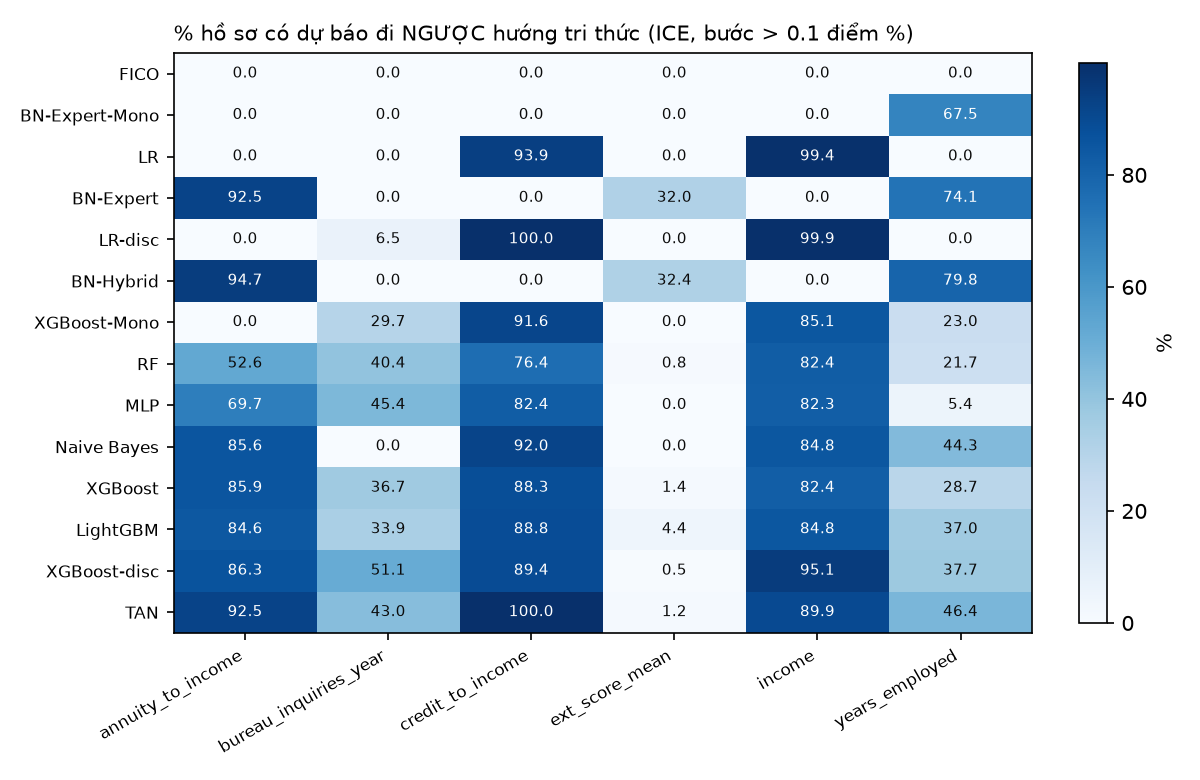 % hồ sơ có dự báo đi NGƯỢC hướng tri thức (ICE, bước > 0.1 điểm %)
FICO 0.0 0.0 0.0 0.0 0.0 0.0
BN-Expert-Mono 0.0 0.0 0.0 0.0 0.0 67.5
LR 0.0 0.0 93.9 0.0 99.4 0.0
BN-Expert 92.5 0.0 0.0 32.0 0.0 74.1
LR-disc 0.0 6.5 100.0 0.0 99.9 0.0
BN-Hybrid 94.7 0.0 0.0 32.4 0.0 79.8
XGBoost-Mono 0.0 29.7 91.6 0.0 85.1 23.0
RF 52.6 40.4 76.4 0.8 82.4 21.7
MLP 69.7 45.4 82.4 0.0 82.3 5.4
Naive Bayes 85.6 0.0 92.0 0.0 84.8 44.3
XGBoost 85.9 36.7 88.3 1.4 82.4 28.7
LightGBM 84.6 33.9 88.8 4.4 84.8 37.0
XGBoost-disc 86.3 51.1 89.4 0.5 95.1 37.7
TAN 92.5 43.0 100.0 1.2 89.9 46.4
annuity_to_income bureau_inquiries_year credit_to_income ext_score_mean income years_employed
80
60
40
20
0
%